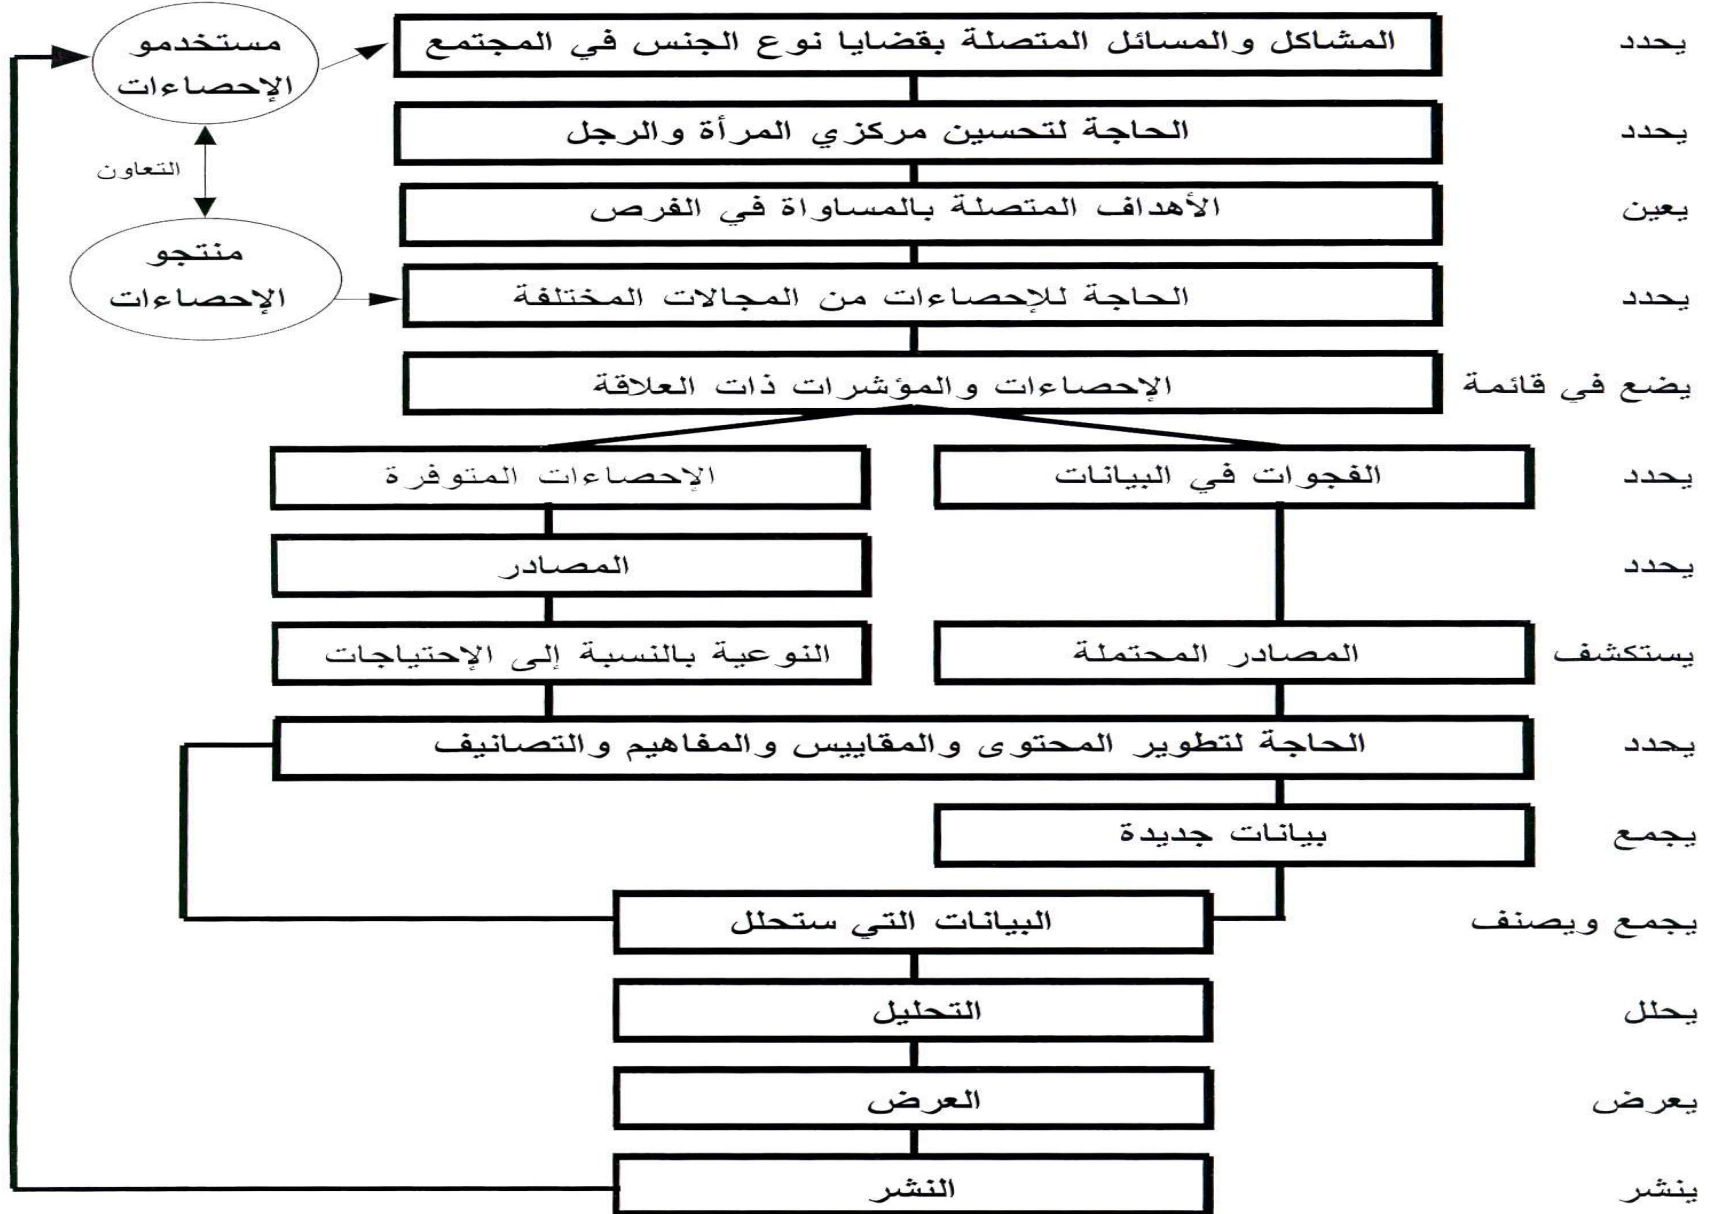 يحدد
المشاكل والمسائل المتصلة بقضايا نوع الجنس في المجتمع
مستخدمو
الإحصاءات
يحدد
الحاجة لتحسين مركزي المرأة والرجل
التعاون
يعين
الأهداف المتصلة بالمساواة في الفرص
منتجو
الإحصاءات
يحدد
الحاجة للإحصاءات من المجالات المختلفة
يضع في قائمة
الإحصاءات والمؤشرات ذات العلاقة
يحدد
الفجوات في البيانات
الإحصاءات المتوفرة
يحدد
المصادر
يستكشف
المصادر المحتملة
النوعية بالنسبة إلى الإحتياجات
يحدد
الحاجة لتطوير المحتوى والمقاييس والمفاهيم والتصانيف
يجمع
بيانات جديدة
يجمع ويصنف
البيانات التي ستحلل
يحلل
التحليل
يعرض
العرض
ينشر
النشر